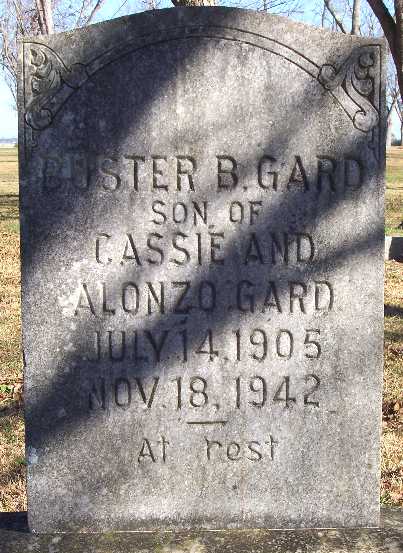 BUSTER B. GARD
SON OF
CASSIE AND
ALONZO GARD
JULY 14, 1905
NOV. 18, 1942
At rest